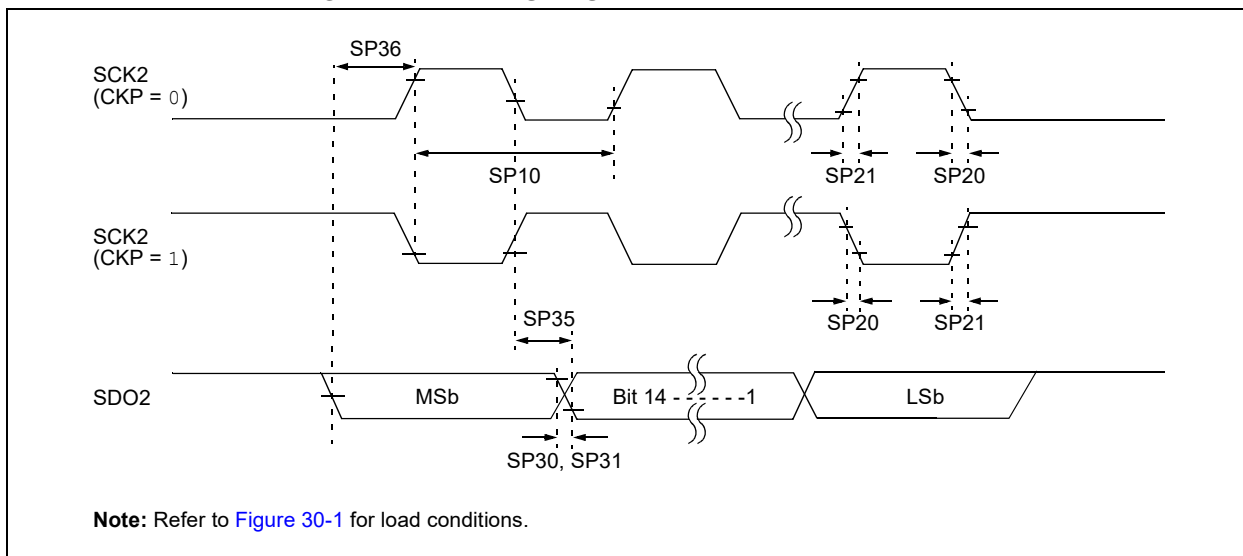 SP36
SCK2
(CKP = 0)
SP10
SP21
SP20
SCK2
(CKP = 1)
SP35
SP20
SP21
SDO2
MSb
Bit 14 - - - - - - -1
LSb
SP30, SP31
Note: Refer to Figure 30-1 for load conditions.